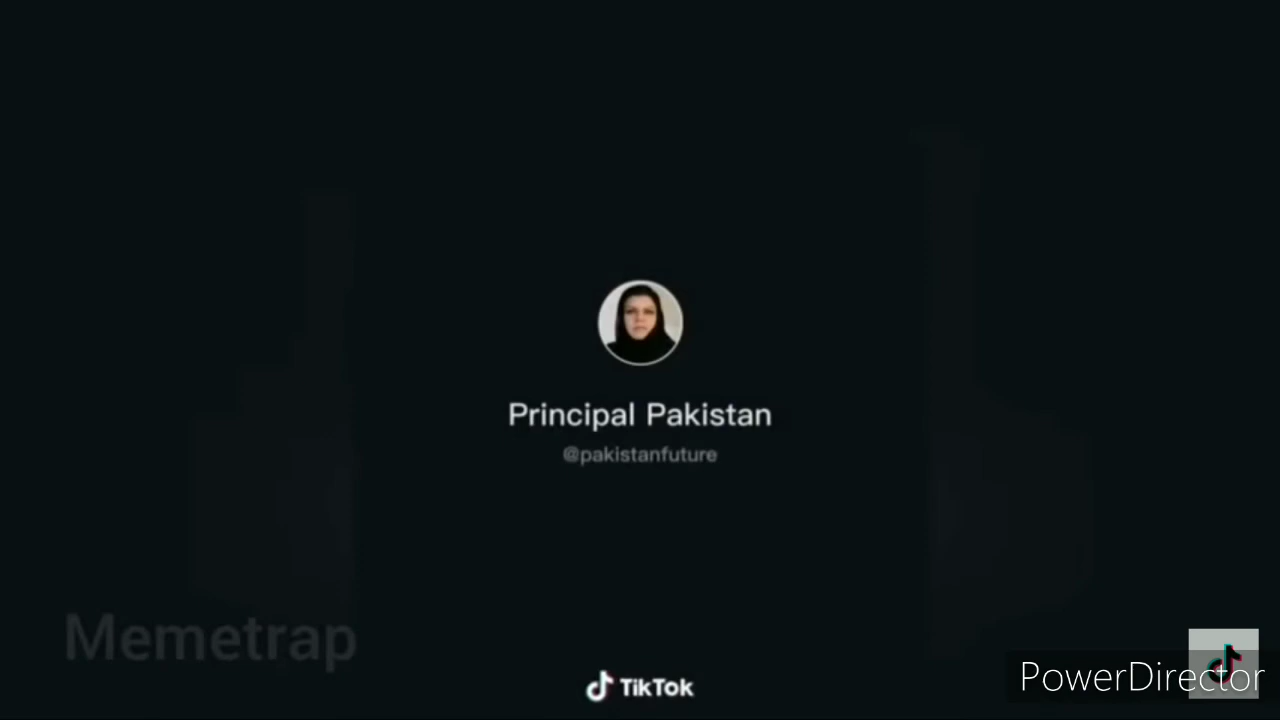 Principal Pakistan
@pakistanfuture
Memetrap
TikTok
PowerDirector